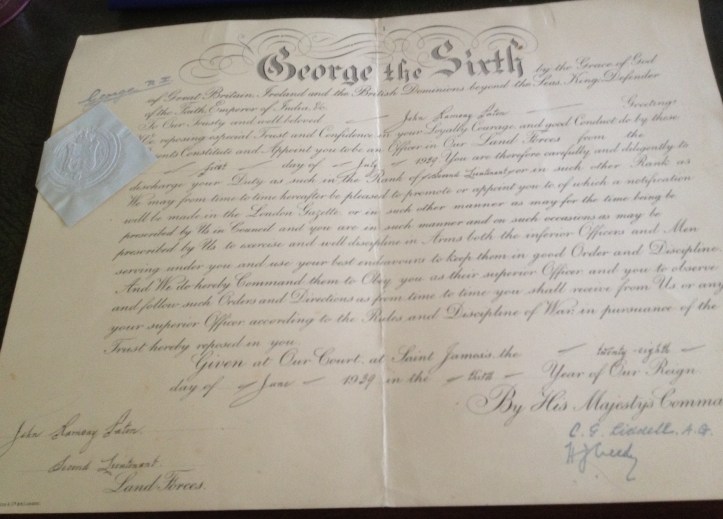 George the Sixth by the Grace of God
George R.I.
of Great Britain, Ireland and the British Dominions beyond the Seas, King, Defender
of the Faith, Emperor of India, &c.
To Our Trusty and well beloved John Ramsay Greeting:
We reposing especial Trust and Confidence in your Loyalty, Courage, and good Conduct, do by these
Presents Constitute and Appoint you to be an Officer in Our Land Forces from the
first day of July 1939. You are therefore carefully and diligently to
discharge your Duty as such in the Rank of Second Lieutenant or in such other Rank as
We may from time to time hereafter be pleased to promote or appoint you to, of which a notification
will be made in the London Gazette, or in such other manner as may for the time being be
prescribed by Us in Council, and you are in such manner and on such occasions as may be
prescribed by Us to exercise and well discipline in Arms both the inferior Officers and Men
serving under you and use your best endeavours to keep them in good Order and Discipline.
And We do hereby Command them to Obey you as their superior Officer and you to observe
and follow such Orders and Directions as from time to time you shall receive from Us, or any
your superior Officer, according to the Rules and Discipline of War, in pursuance of the
Trust hereby reposed in you.
Given at Our Court, at Saint James's, the twenty-eighth
day of June 1939 in the Third Year of Our Reign
By His Majesty's Comma
C. G. Liddell. A.G.
H J Creedy
John Ramsay
Second Lieutenant
Land Forces.